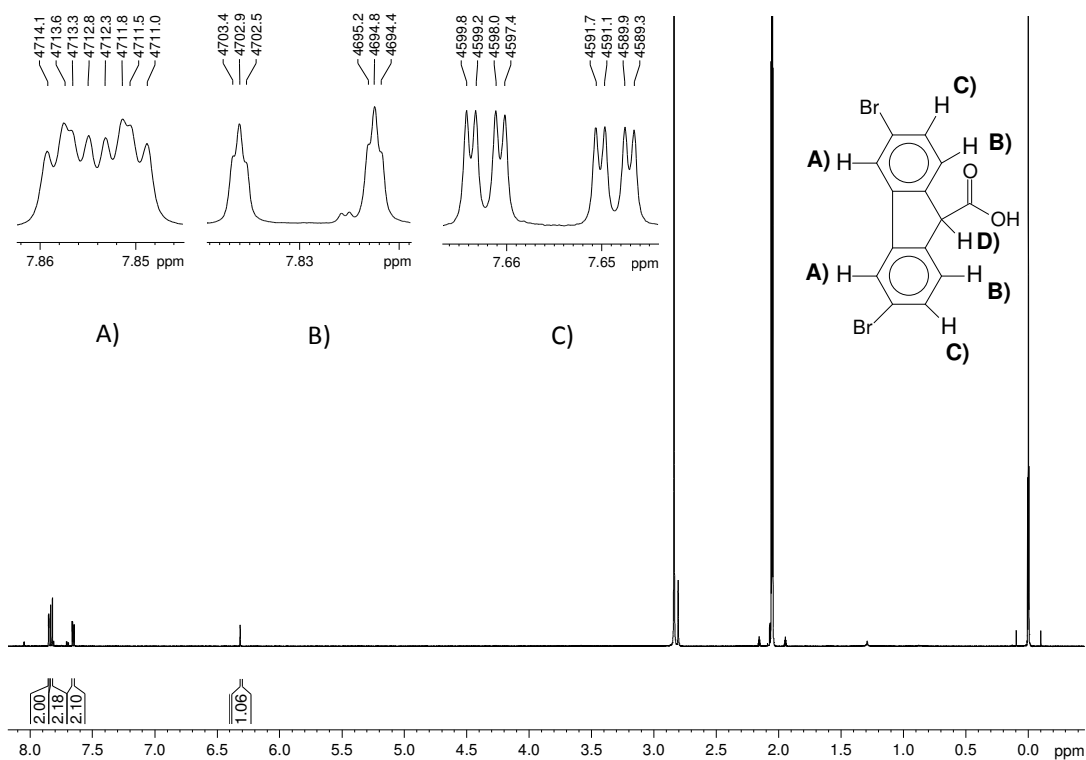 4714.1
4713.6
4713.3
4712.8
4712.3
4711.8
4711.5
4711.0
4703.4
4702.9
4702.5
4695.2
4694.8
4694.4
4599.8
4599.2
4598.0
4597.4
4591.7
4591.1
4589.9
4589.3
7.86 7.85 ppm
7.83 ppm
7.66 7.65 ppm
A) B) C)
C)
Br H
H B)
A) H
O
OH
H D)
A) H H
B)
Br H
C)
2.00
2.18
2.10
1.06
8.0 7.5 7.0 6.5 6.0 5.5 5.0 4.5 4.0 3.5 3.0 2.5 2.0 1.5 1.0 0.5 0.0 ppm